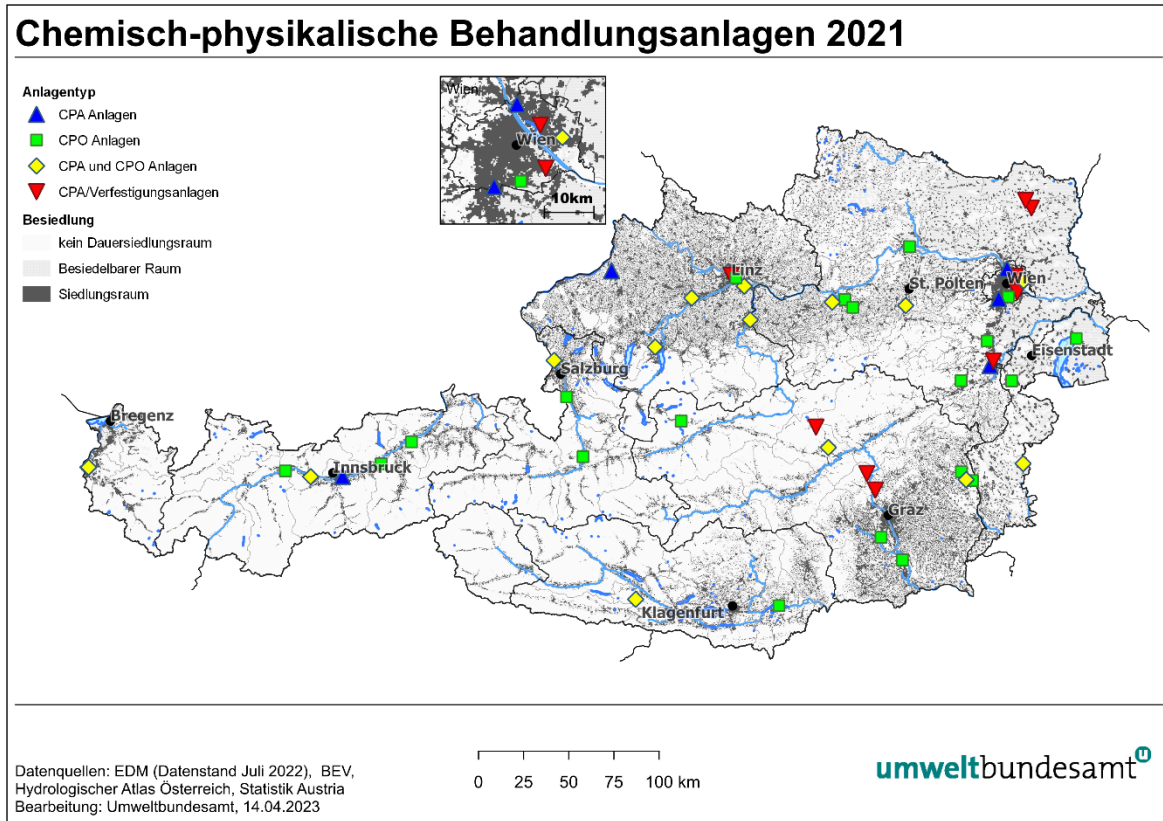 Chemisch-physikalische Behandlungsanlagen 2021
Anlagentyp
CPA Anlagen
CPO Anlagen
CPA und CPO Anlagen
CPA/Verfestigungsanlagen
Besiedlung
kein Dauersiedlungsraum
Besiedelbarer Raum
Siedlungsraum
Wien
Wien
10km
Linz
St. Pölten
Wien
Eisenstadt
Salzburg
Bregenz
Innsbruck
Graz
Klagenfurt
Datenquellen: EDM (Datenstand Juli 2022), BEV,
Hydrologischer Atlas Österreich, Statistik Austria
Bearbeitung: Umweltbundesamt, 14.04.2023
0 25 50 75 100 km
umweltbundesamt u